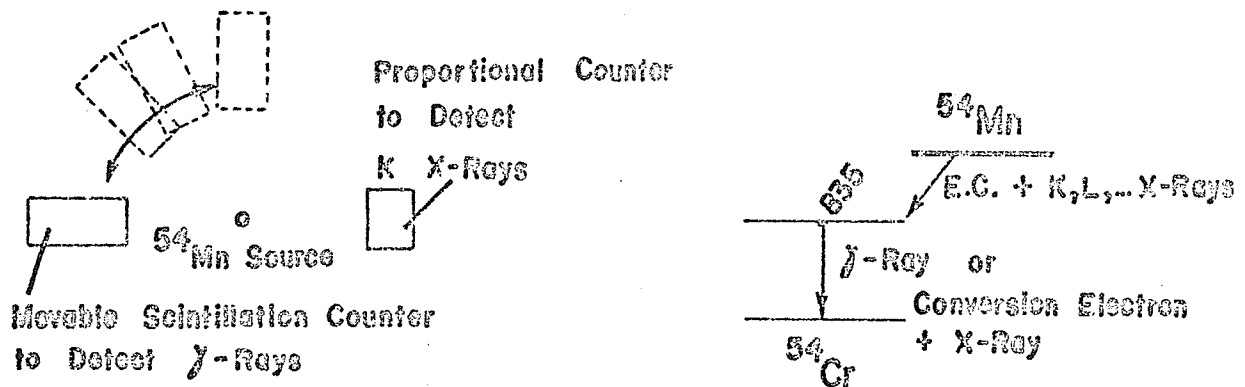 Proportional Counter
to Detect
K X-Rays
54Mn Source
Movable Scintillation Counter
to Detect γ-Rays
54Mn
835
E.C. + K,L,... X-Rays
γ-Ray or
Conversion Electron
+ X-Ray
54Cr